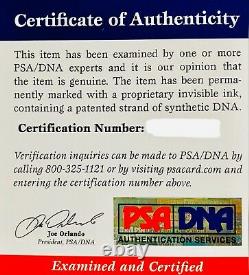 Certificate of Authenticity
This item has been examined by one or more
PSA/DNA experts and it is our opinion that
the item is genuine. The item has been perma-
nently marked with a proprietary invisible ink,
containing a patented strand of synthetic DNA.
Certification Number:
Verification inquiries can be made to PSA/DNA by
calling 800-325-1121 or by visiting psacard.com and
entering the certification number above.
Joe Orlando
President, PSA/DNA
PSA DNA
AUTHENTICATION SERVICES
Examined and Certified